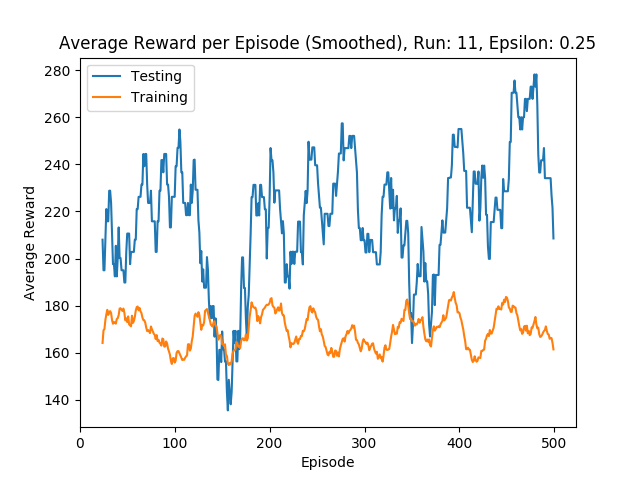 Average Reward per Episode (Smoothed), Run: 11, Epsilon: 0.25
Testing
Training
Average Reward
280
260
240
220
200
180
160
140
0 100 200 300 400 500
Episode